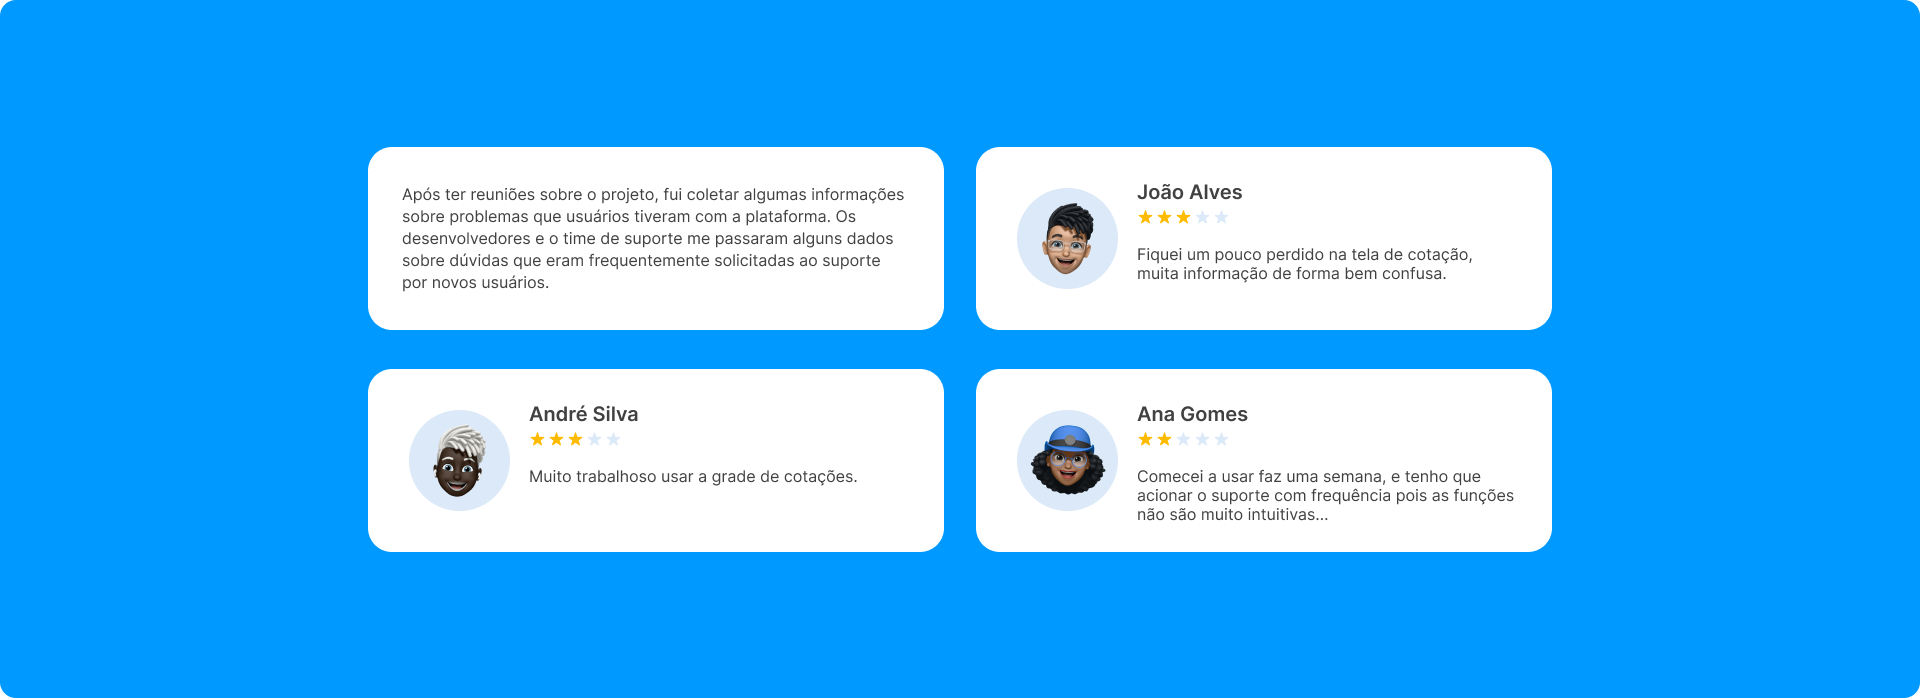 Após ter reuniões sobre o projeto, fui coletar algumas informações
sobre problemas que usuários tiveram com a plataforma. Os
desenvolvedores e o time de suporte me passaram alguns dados
sobre dúvidas que eram frequentemente solicitadas ao suporte
por novos usuários.
João Alves
Fiquei um pouco perdido na tela de cotação,
muita informação de forma bem confusa.
André Silva
Muito trabalhoso usar a grade de cotações.
Ana Gomes
Comecei a usar faz uma semana, e tenho que
acionar o suporte com frequência pois as funções
não são muito intuitivas...